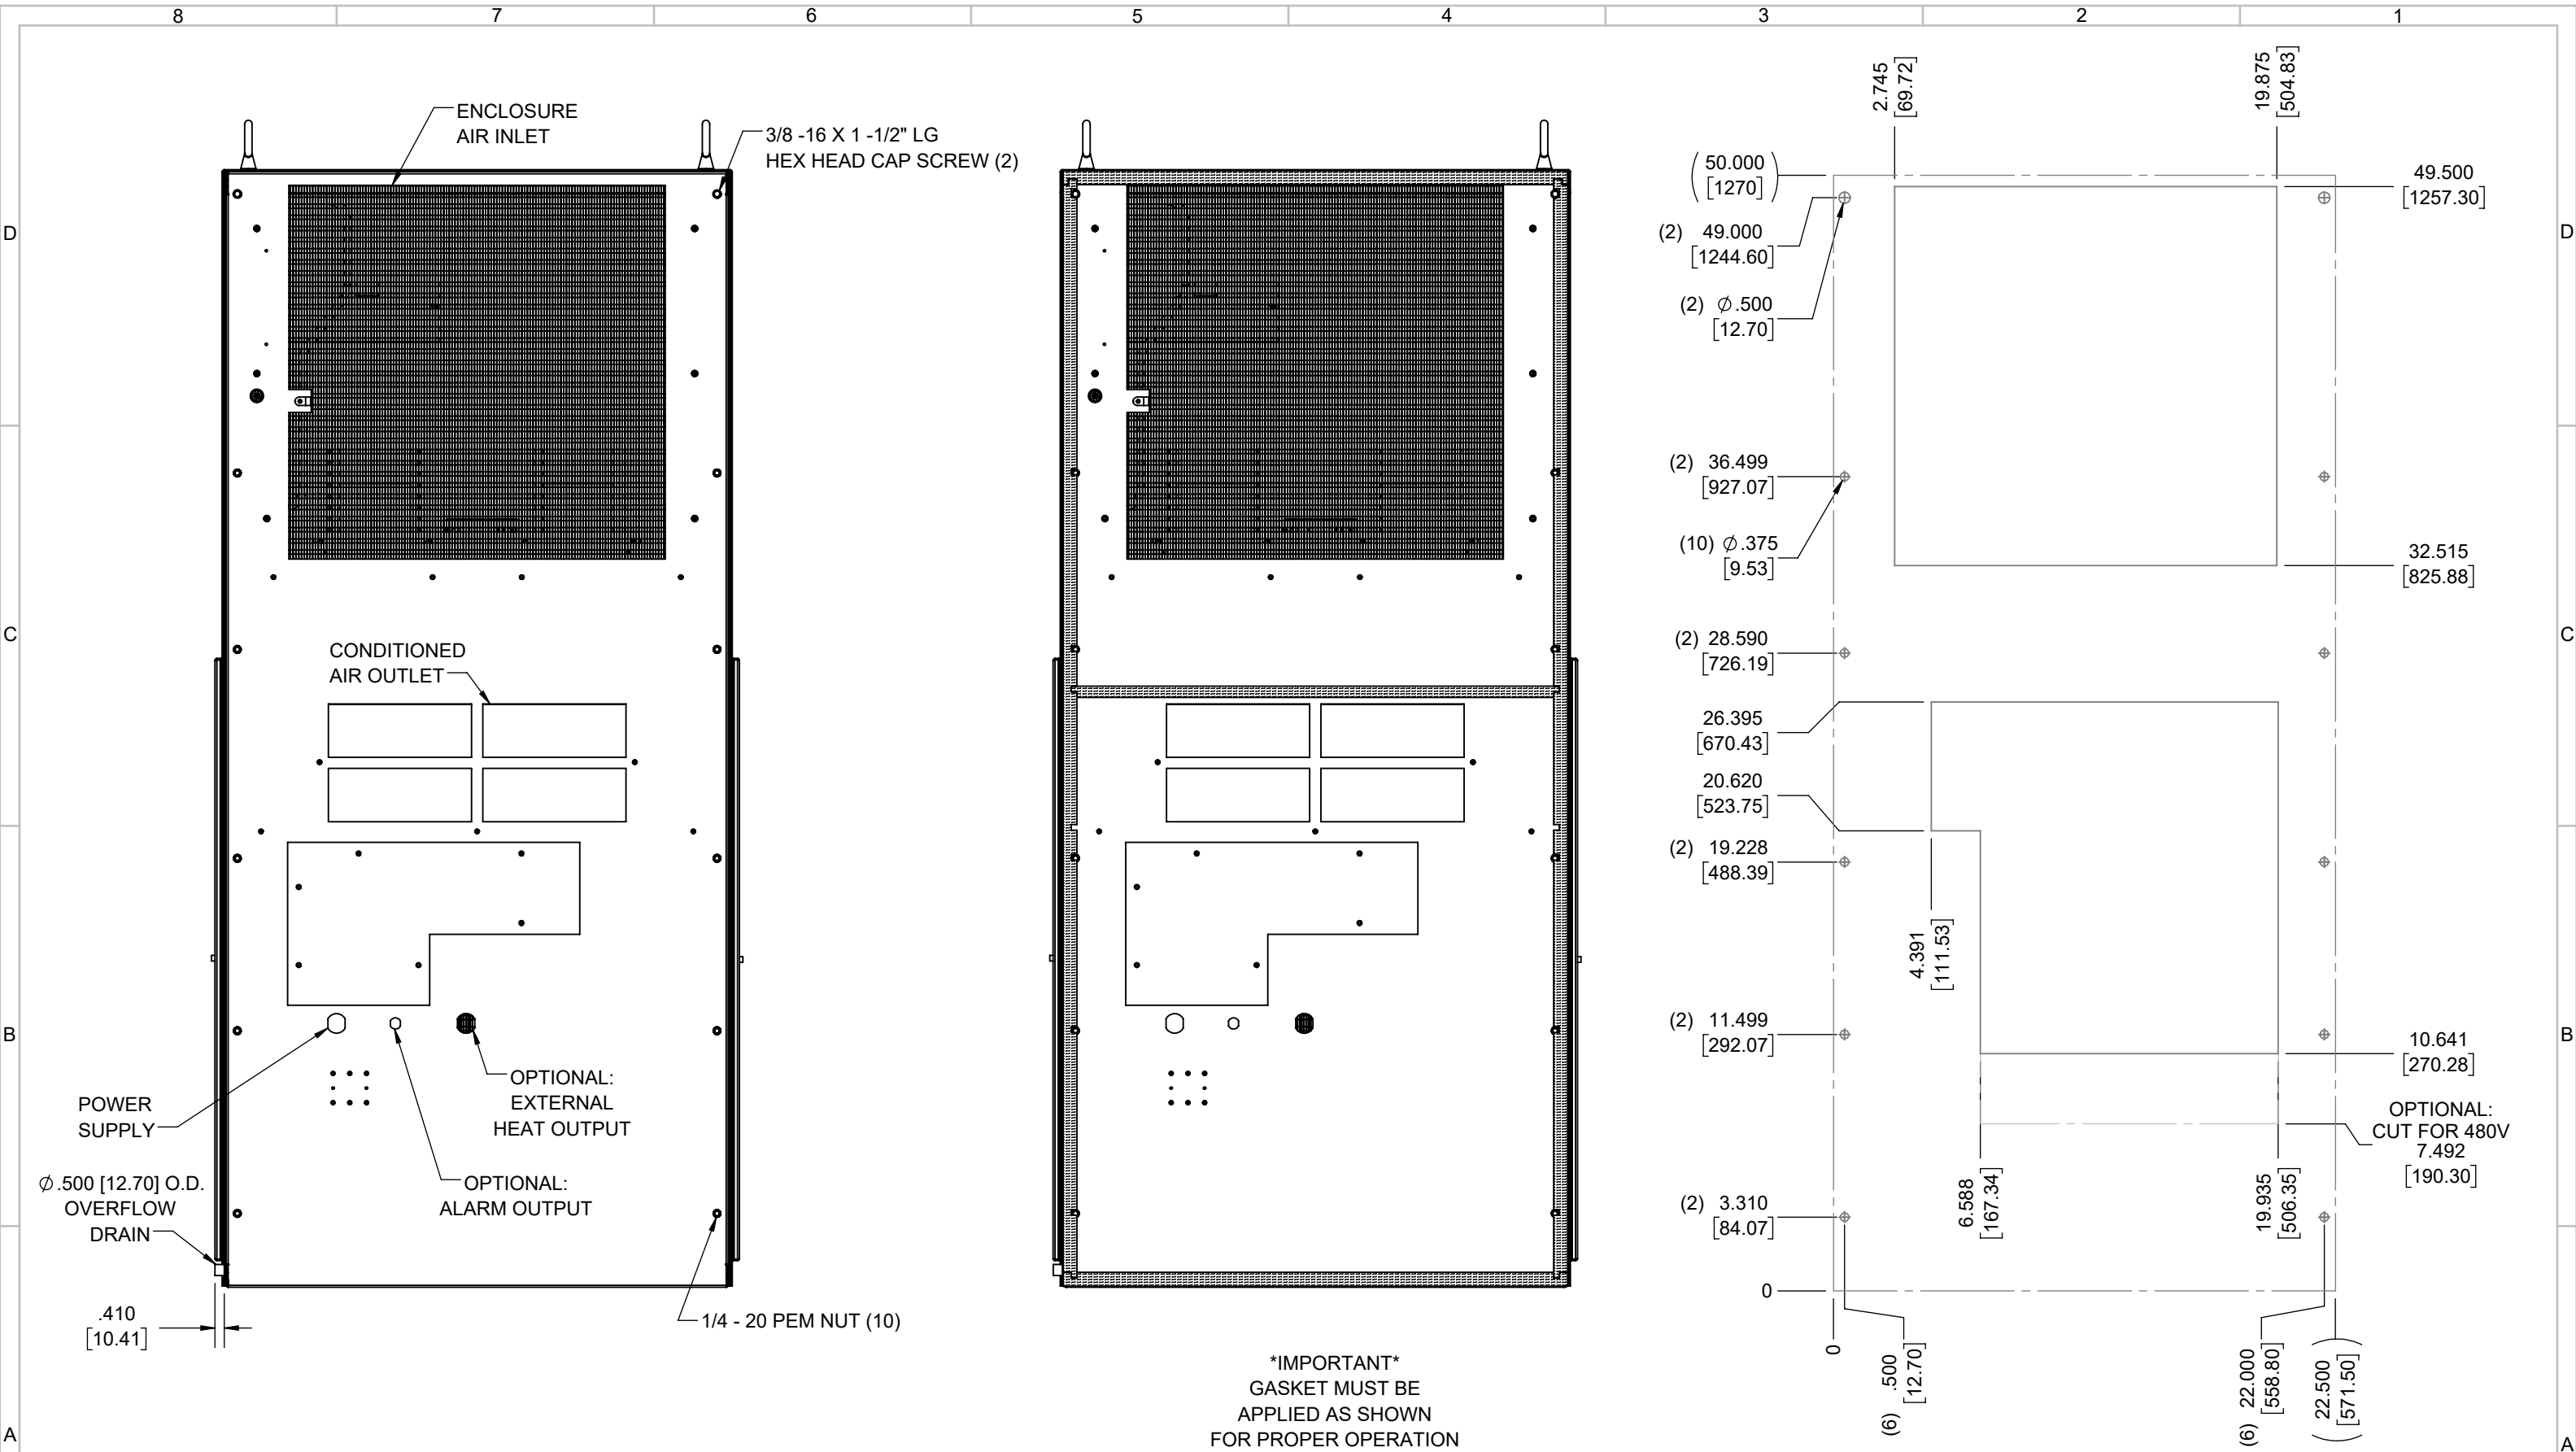 8 7 6 5 4 3 2 1
D
C
B
A
ENCLOSURE
AIR INLET
3/8 -16 X 1 -1/2" LG
HEX HEAD CAP SCREW (2)
CONDITIONED
AIR OUTLET
POWER
SUPPLY
OPTIONAL:
EXTERNAL
HEAT OUTPUT
OPTIONAL:
ALARM OUTPUT
Ø.500 [12.70] O.D.
OVERFLOW
DRAIN
.410
[10.41]
1/4 - 20 PEM NUT (10)
*IMPORTANT*
GASKET MUST BE
APPLIED AS SHOWN
FOR PROPER OPERATION
2.745
[69.72]
19.875
[504.83]
(50.000
[1270])
49.500
[1257.30]
(2) 49.000
[1244.60]
(2) Ø.500
[12.70]
(2) 36.499
[927.07]
(10) Ø.375
[9.53]
32.515
[825.88]
(2) 28.590
[726.19]
26.395
[670.43]
20.620
[523.75]
(2) 19.228
[488.39]
4.391
[111.53]
(2) 11.499
[292.07]
10.641
[270.28]
OPTIONAL:
CUT FOR 480V
7.492
[190.30]
6.588
[167.34]
19.935
[506.35]
(2) 3.310
[84.07]
0
0
(6) .500
[12.70]
(6) 22.000
[558.80]
(22.500
[571.50])
D
C
B
A